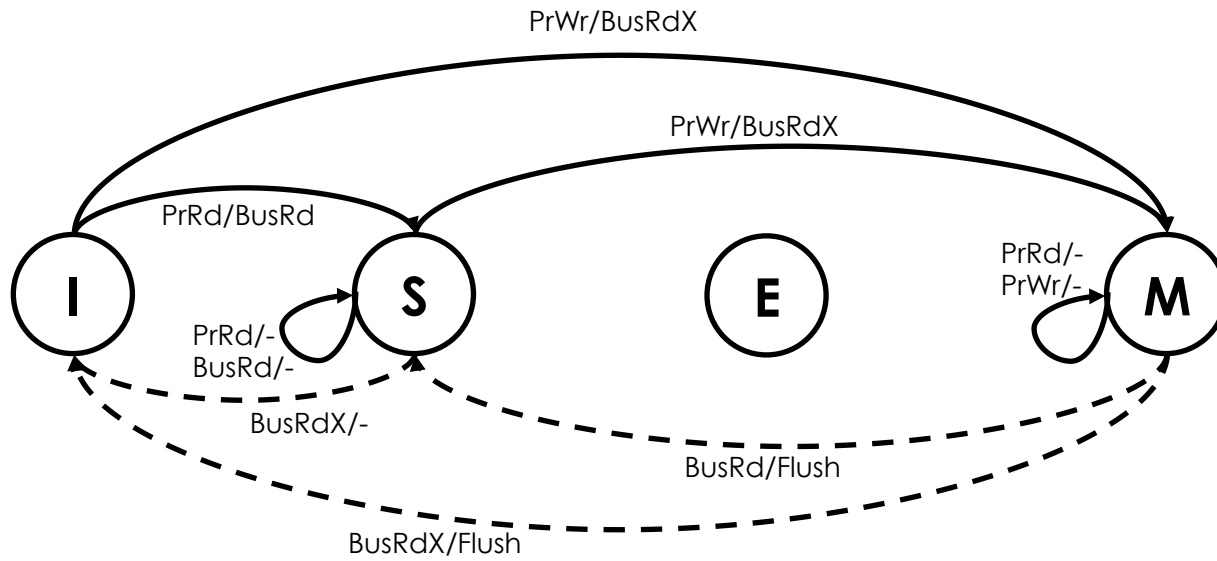 PrWr/BusRdX
PrWr/BusRdX
PrRd/BusRd
I
S
E
M
PrRd/-
PrWr/-
PrRd/-
BusRd/-
BusRdX/-
BusRd/Flush
BusRdX/Flush